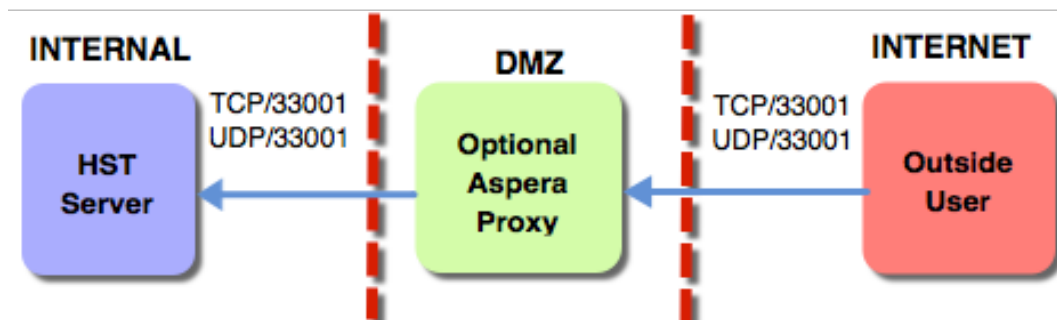 INTERNAL
DMZ
INTERNET
TCP/33001
UDP/33001
TCP/33001
UDP/33001
HST
Server
Optional
Aspera
Proxy
Outside
User